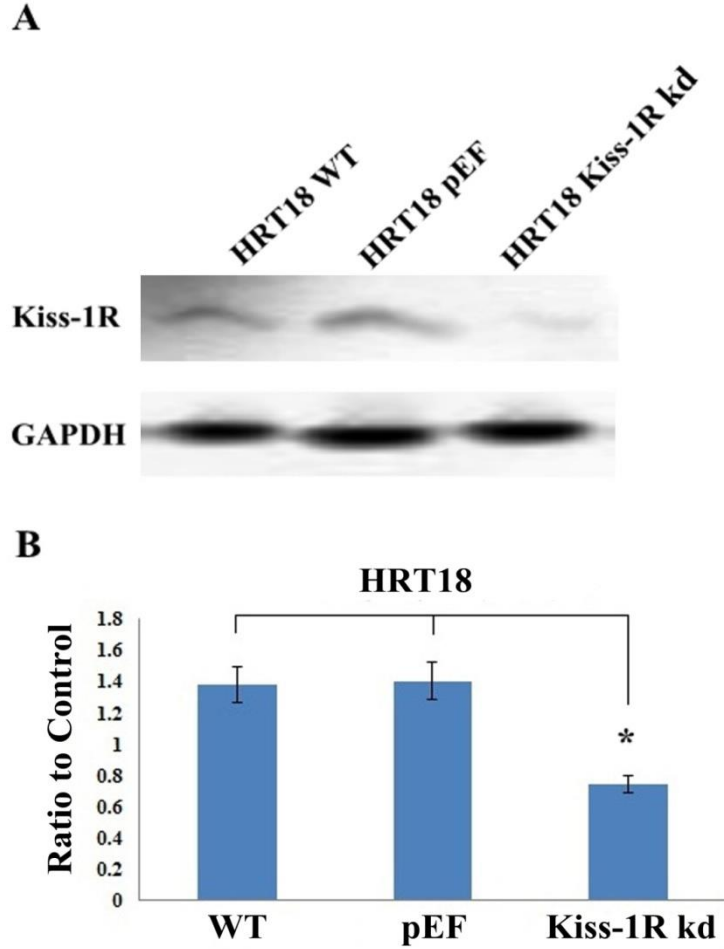 A
HRT18 WT
HRT18 pEF
HRT18 Kiss-1R kd
Kiss-1R
GAPDH
B
HRT18
Ratio to Control
1.8
1.6
1.4
1.2
1
0.8
0.6
0.4
0.2
0
*
WT
pEF
Kiss-1R kd